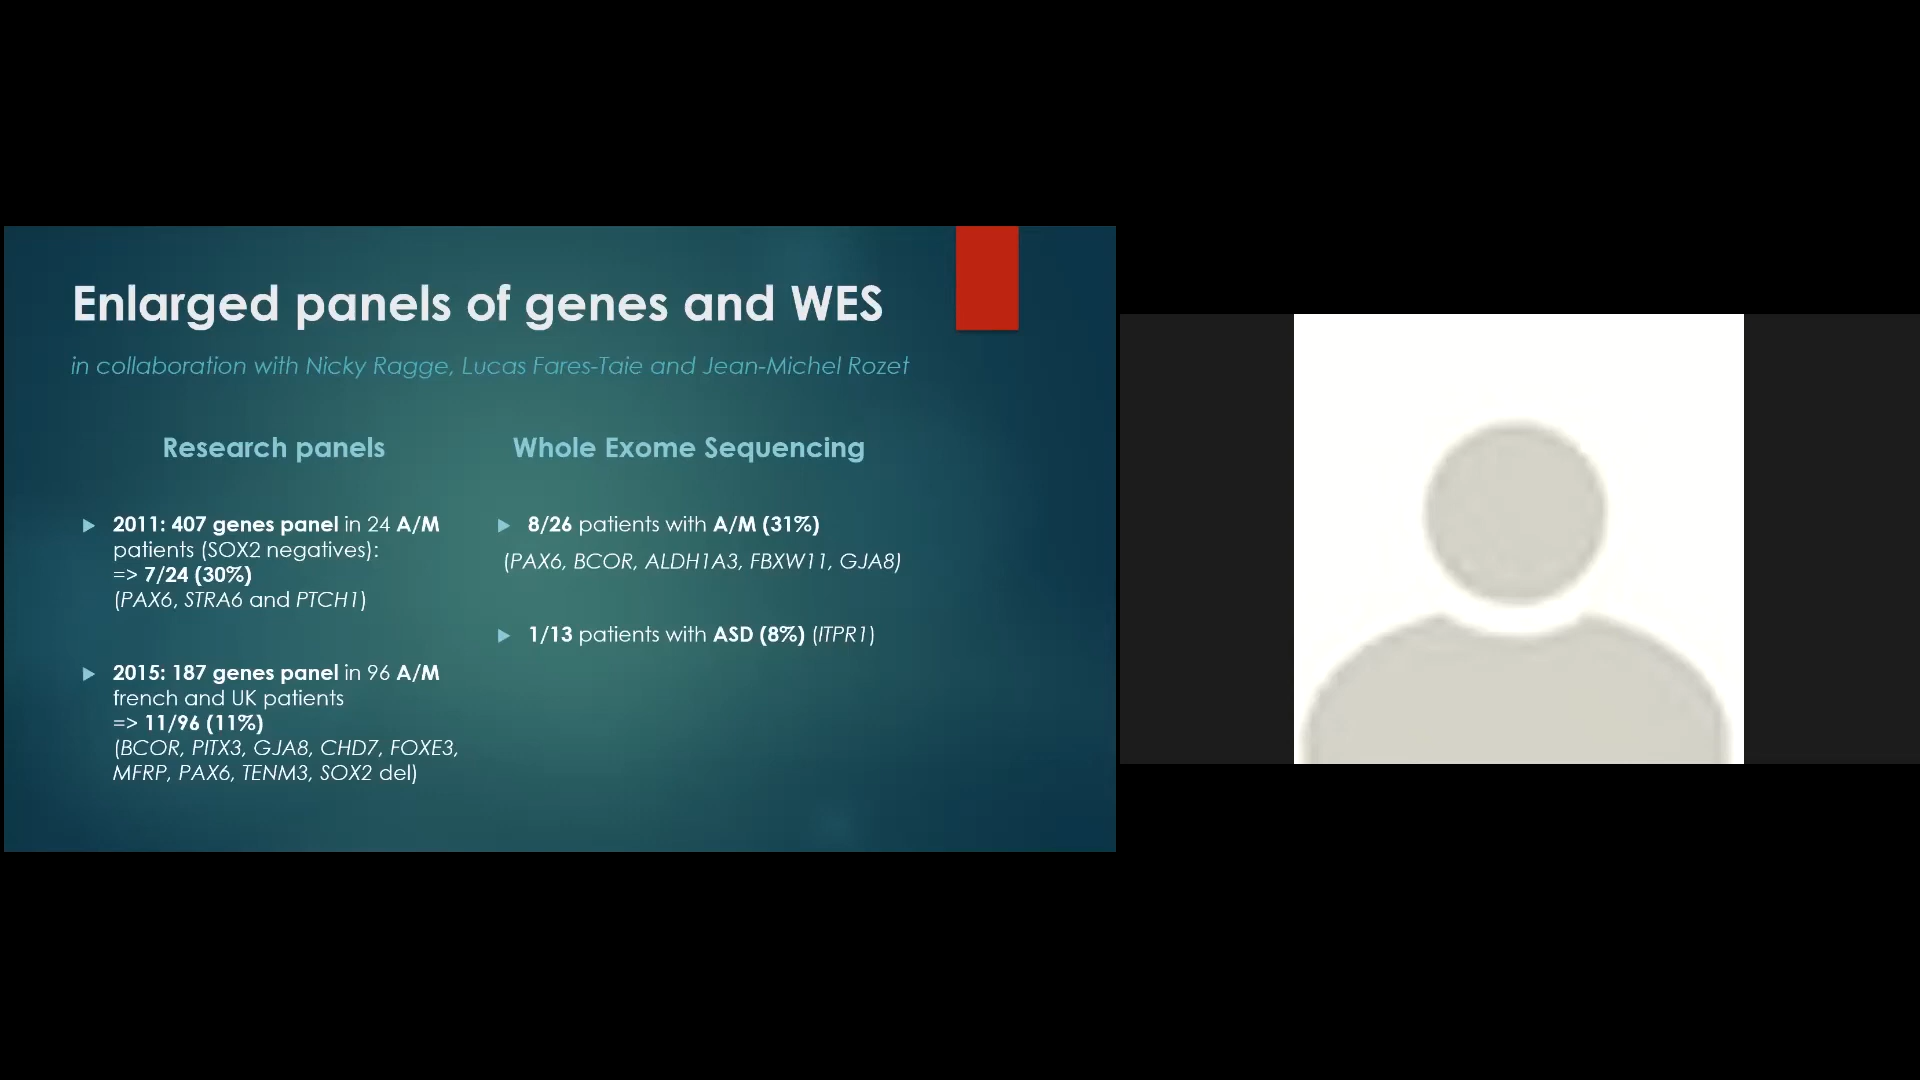 Enlarged panels of genes and WES
in collaboration with Nicky Ragge, Lucas Fares-Taie and Jean-Michel Rozet
Research panels
2011: 407 genes panel in 24 A/M
patients (SOX2 negatives):
=> 7/24 (30%)
(PAX6, STRA6 and PTCH1)
2015: 187 genes panel in 96 A/M
french and UK patients
=> 11/96 (11%)
(BCOR, PITX3, GJA8, CHD7, FOXE3,
MFRP, PAX6, TENM3, SOX2 del)
Whole Exome Sequencing
8/26 patients with A/M (31%)
(PAX6, BCOR, ALDH1A3, FBXW11, GJA8)
1/13 patients with ASD (8%) (ITPR1)